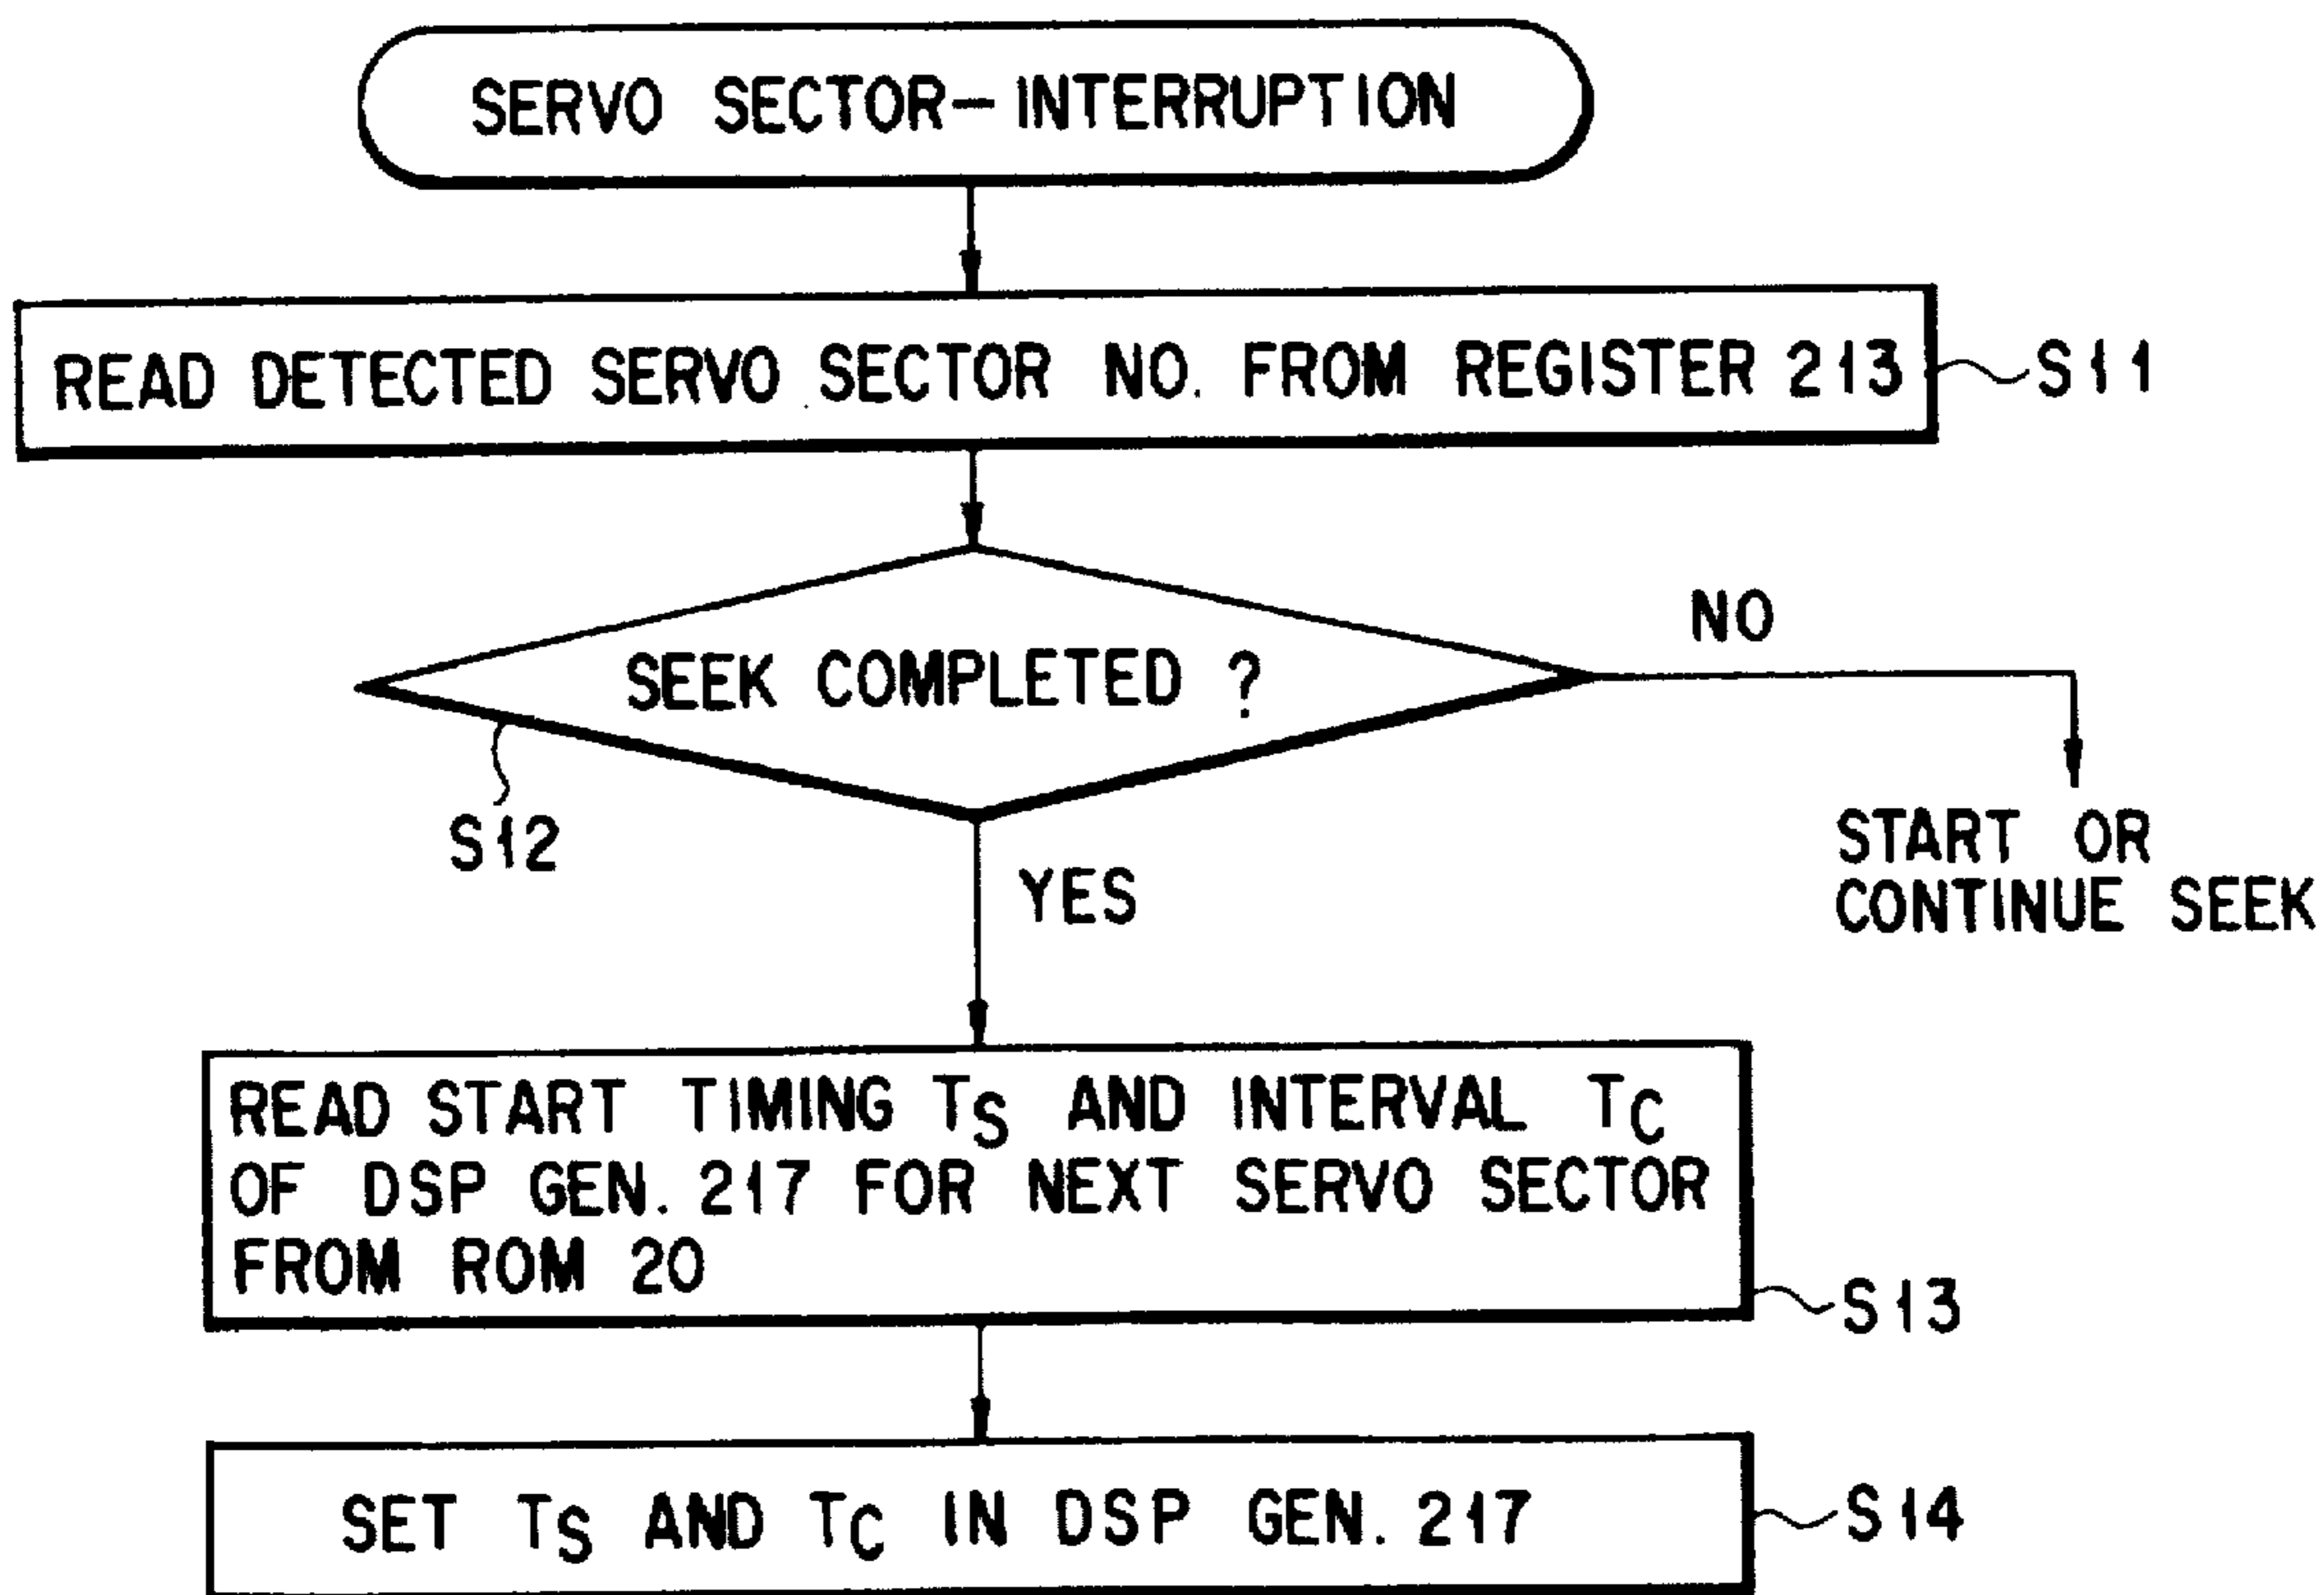 SERVO SECTOR-INTERRUPTION
READ DETECTED SERVO SECTOR NO. FROM REGISTER 213
S11
SEEK COMPLETED ?
NO
S12
START OR
CONTINUE SEEK
YES
READ START TIMING TS AND INTERVAL TC
OF DSP GEN. 217 FOR NEXT SERVO SECTOR
FROM ROM 20
S13
SET TS AND TC IN DSP GEN. 217
S14